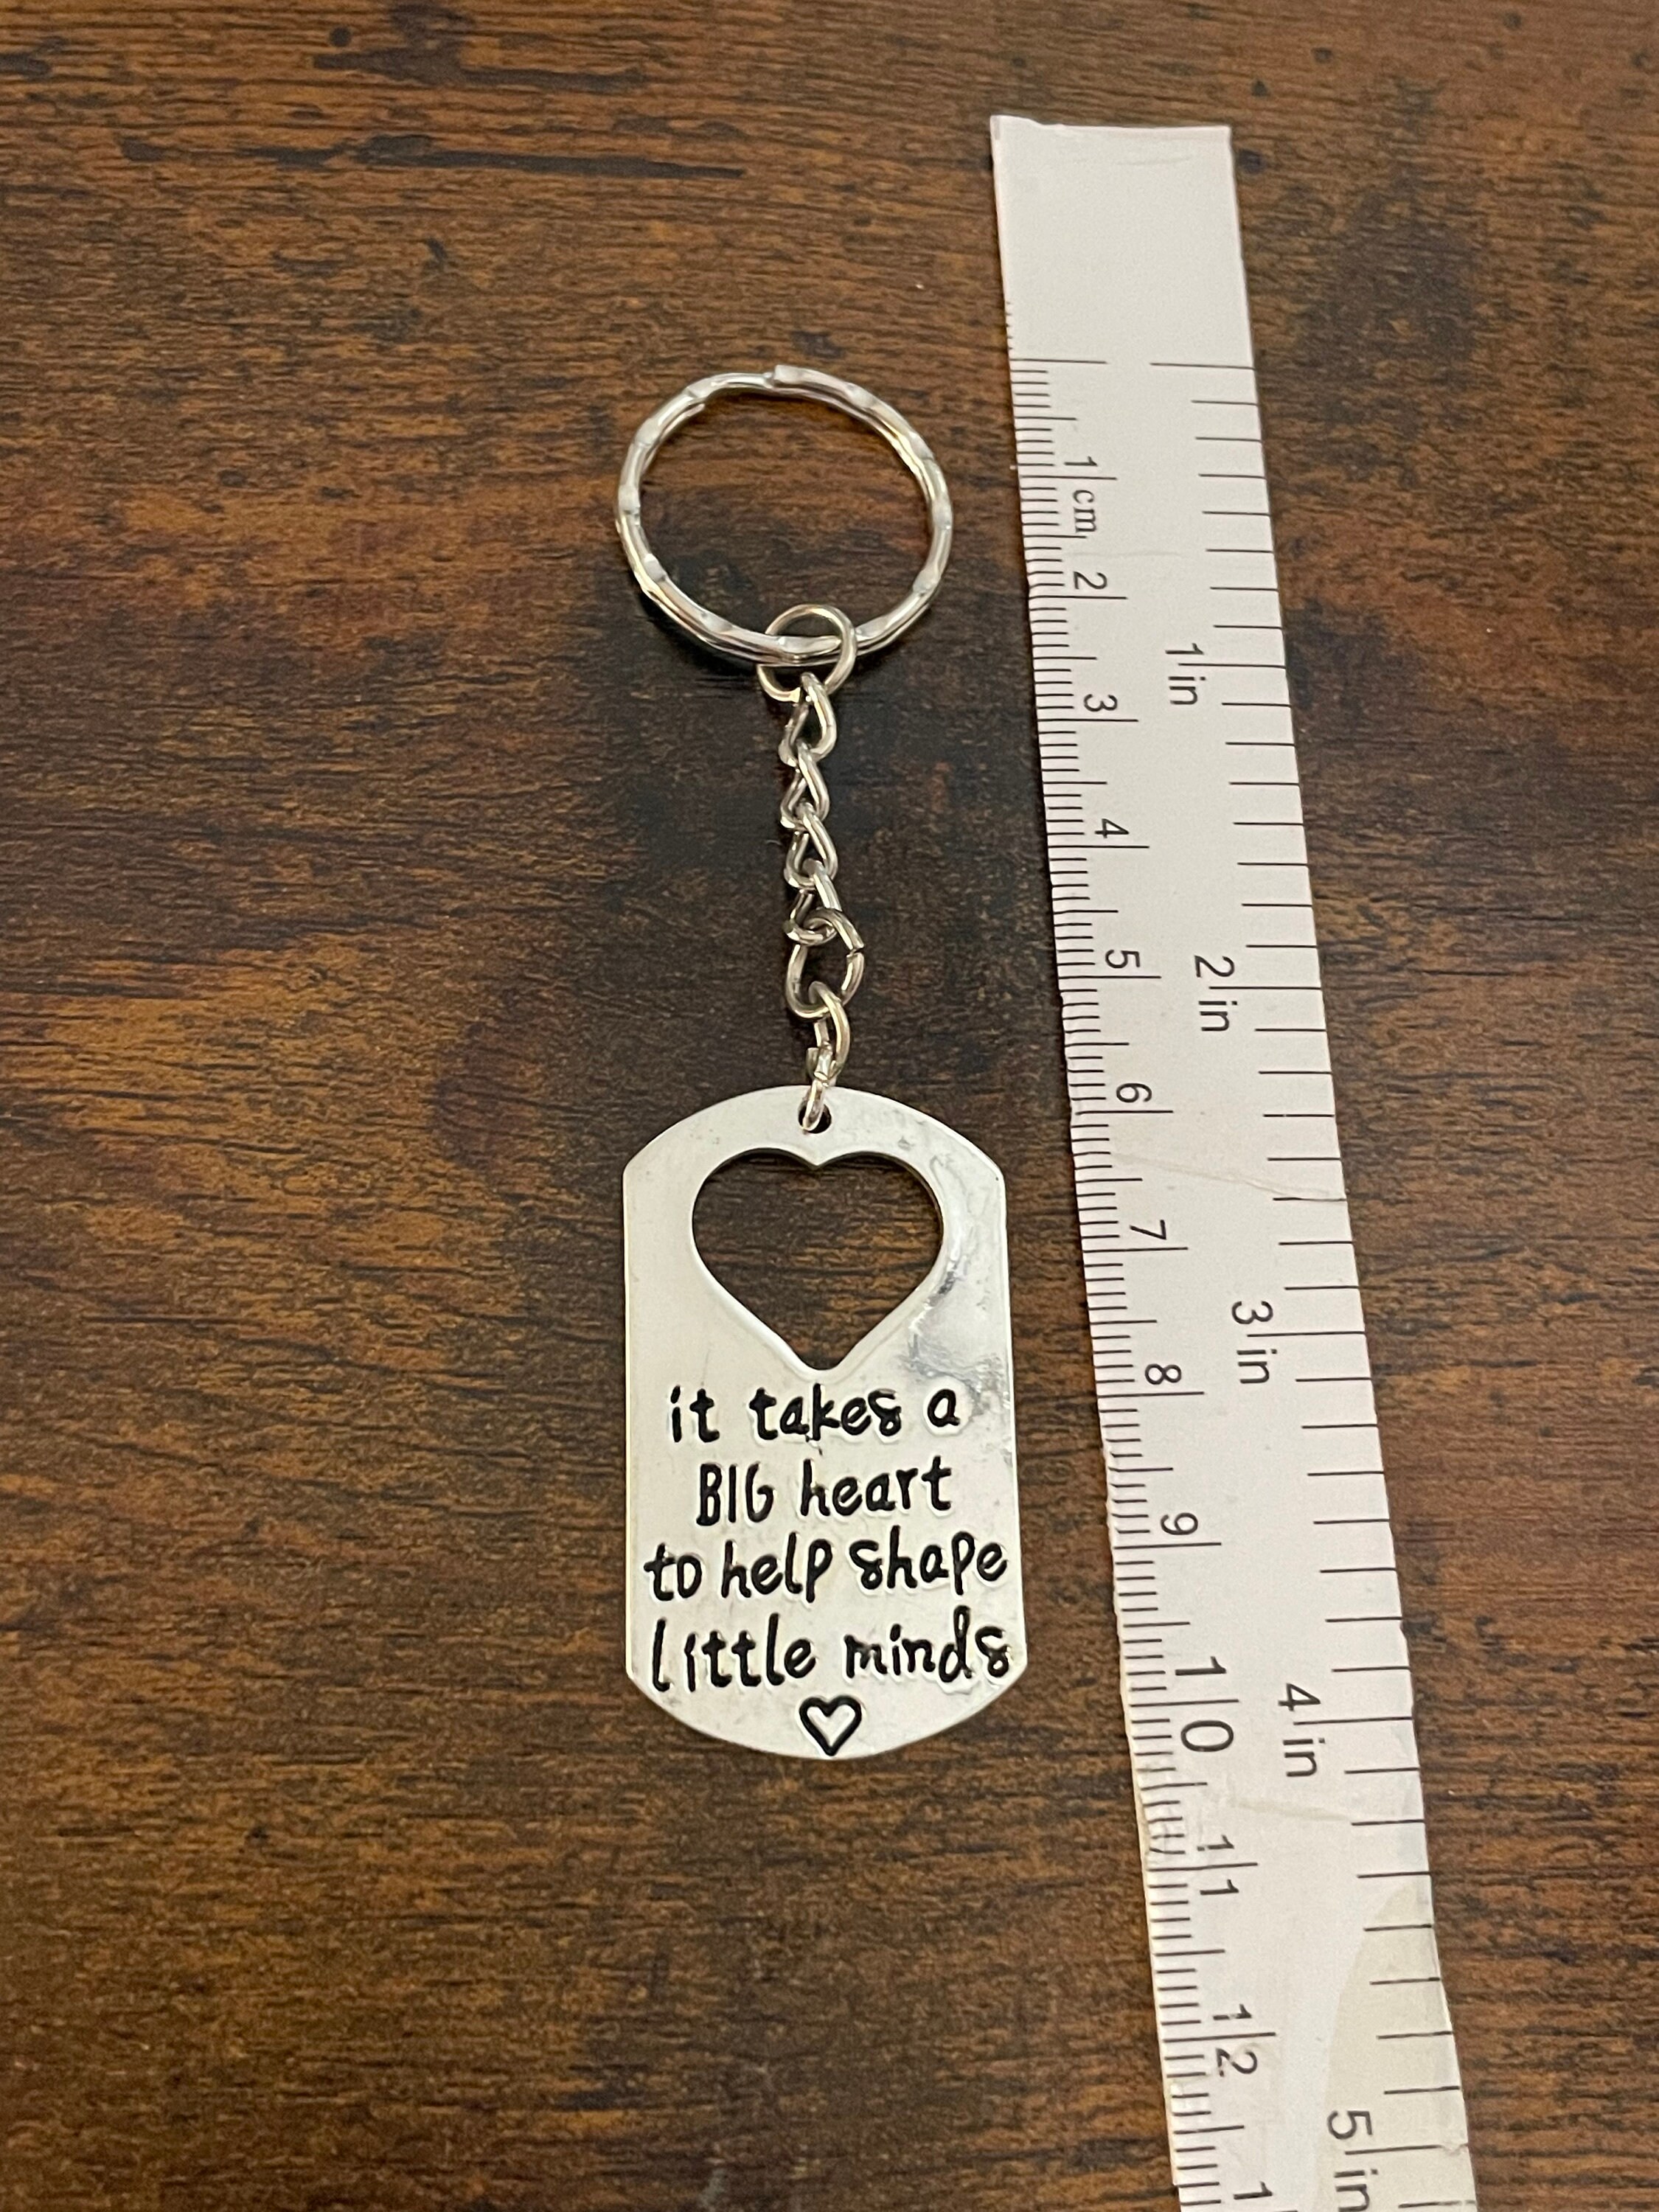 it takes a
BIG heart
to help shape
little minds
1 cm
2
3
4
5
6
7
8
9
10
11
12
1 in
2 in
3 in
4 in
5 in